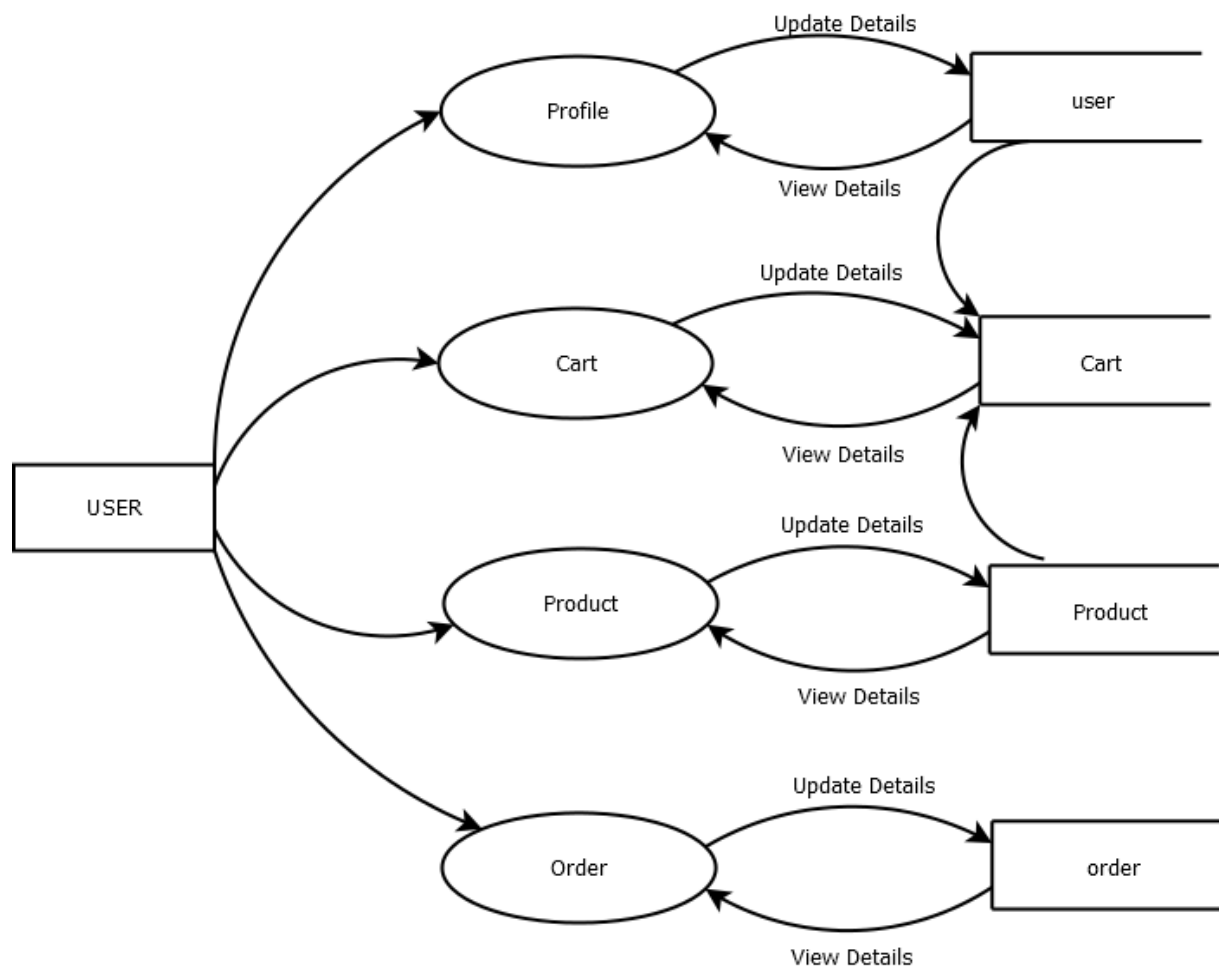 Update Details
Profile
user
View Details
Update Details
Cart
Cart
View Details
USER
Update Details
Product
Product
View Details
Update Details
Order
order
View Details